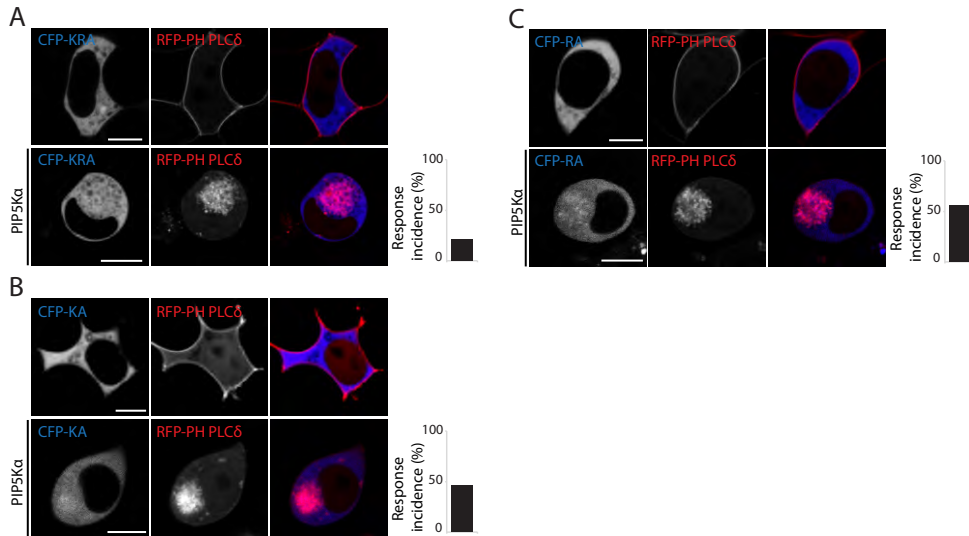 A
CFP-KRA
RFP-PH PLCδ
PIP5Kα
CFP-KRA
RFP-PH PLCδ
Response
incidence (%)
100
50
0
B
CFP-KA
RFP-PH PLCδ
PIP5Kα
CFP-KA
RFP-PH PLCδ
Response
incidence (%)
100
50
0
C
CFP-RA
RFP-PH PLCδ
PIP5Kα
CFP-RA
RFP-PH PLCδ
Response
incidence (%)
100
50
0